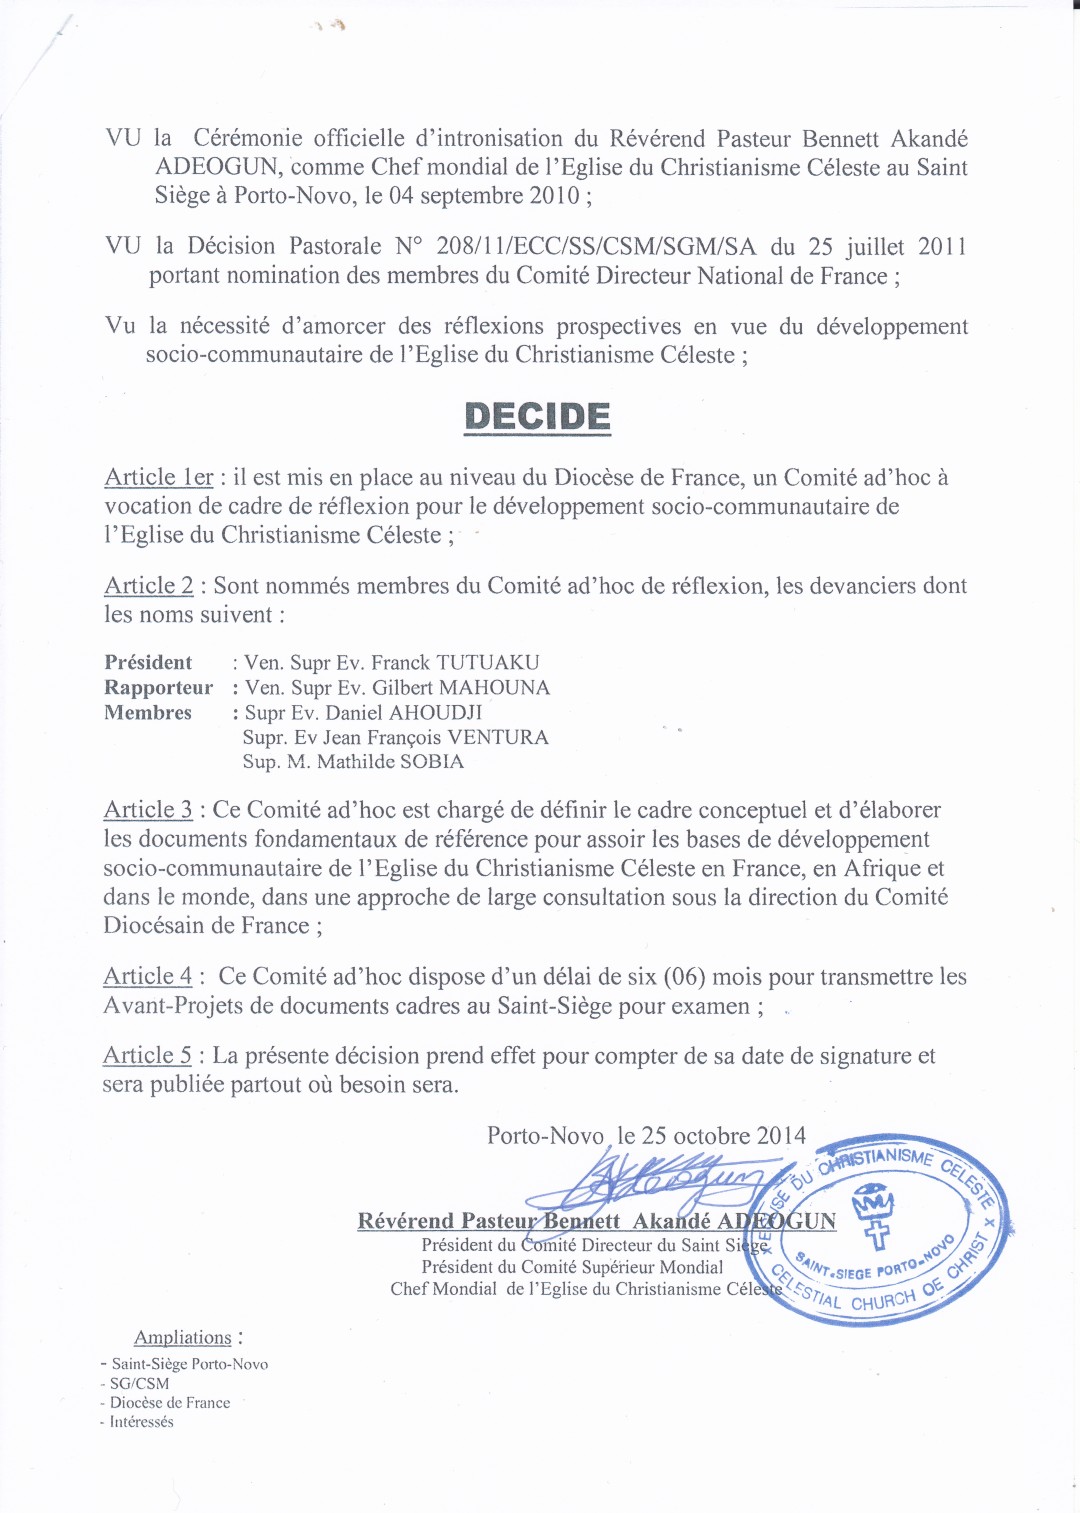 VU la Cérémonie officielle d'intronisation du Révérend Pasteur Bennett Akandé
ADEOGUN, comme Chef mondial de l'Eglise du Christianisme Céleste au Saint
Siège à Porto-Novo, le 04 septembre 2010 ;
VU la Décision Pastorale N° 208/11/ECC/SS/CSM/SGM/SA du 25 juillet 2011
portant nomination des membres du Comité Directeur National de France ;
Vu la nécessité d'amorcer des réflexions prospectives en vue du développement
socio-communautaire de l'Eglise du Christianisme Céleste ;
DECIDE
Article 1er : il est mis en place au niveau du Diocèse de France, un Comité ad'hoc à
vocation de cadre de réflexion pour le développement socio-communautaire de
l'Eglise du Christianisme Céleste ;
Article 2 : Sont nommés membres du Comité ad'hoc de réflexion, les devanciers dont
les noms suivent :
Président : Ven. Supr Ev. Franck TUTUAKU
Rapporteur : Ven. Supr Ev. Gilbert MAHOUNA
Membres : Supr Ev. Daniel AHOUDJI
Supr. Ev Jean François VENTURA
Sup. M. Mathilde SOBIA
Article 3 : Ce Comité ad'hoc est chargé de définir le cadre conceptuel et d'élaborer
les documents fondamentaux de référence pour assoir les bases de développement
socio-communautaire de l'Eglise du Christianisme Céleste en France, en Afrique et
dans le monde, dans une approche de large consultation sous la direction du Comité
Diocésain de France ;
Article 4 : Ce Comité ad'hoc dispose d'un délai de six (06) mois pour transmettre les
Avant-Projets de documents cadres au Saint-Siège pour examen ;
Article 5 : La présente décision prend effet pour compter de sa date de signature et
sera publiée partout où besoin sera.
Porto-Novo le 25 octobre 2014
BAdeogun
Révérend Pasteur Bennett Akandé ADEOGUN
Président du Comité Directeur du Saint Siège
Président du Comité Supérieur Mondial
Chef Mondial de l'Eglise du Christianisme Céleste
X EGLISE DU CHRISTIANISME CELESTE X
SAINT-SIEGE PORTO-NOVO
CELESTIAL CHURCH OF CHRIST
Ampliations :
- Saint-Siège Porto-Novo
- SG/CSM
- Diocèse de France
- Intéressés